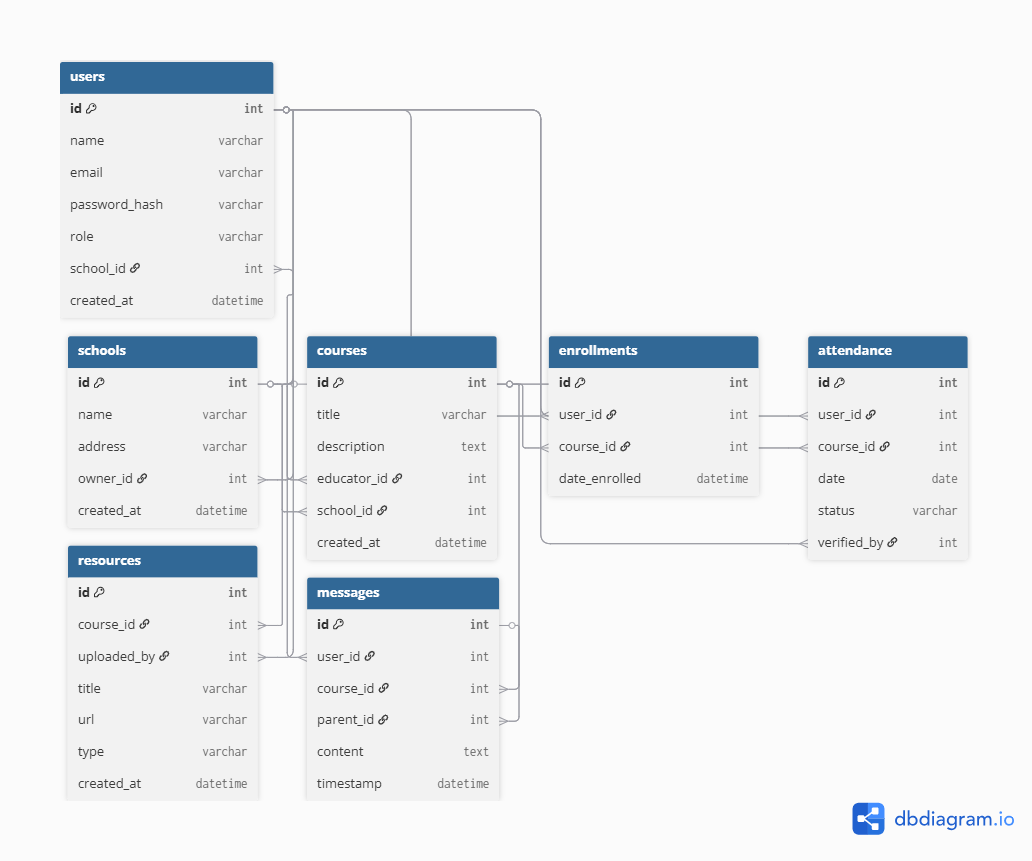 users
id int
name varchar
email varchar
password_hash varchar
role varchar
school_id int
created_at datetime
schools
id int
name varchar
address varchar
owner_id int
created_at datetime
courses
id int
title varchar
description text
educator_id int
school_id int
created_at datetime
enrollments
id int
user_id int
course_id int
date_enrolled datetime
attendance
id int
user_id int
course_id int
date date
status varchar
verified_by int
resources
id int
course_id int
uploaded_by int
title varchar
url varchar
type varchar
created_at datetime
messages
id int
user_id int
course_id int
parent_id int
content text
timestamp datetime
dbdiagram.io